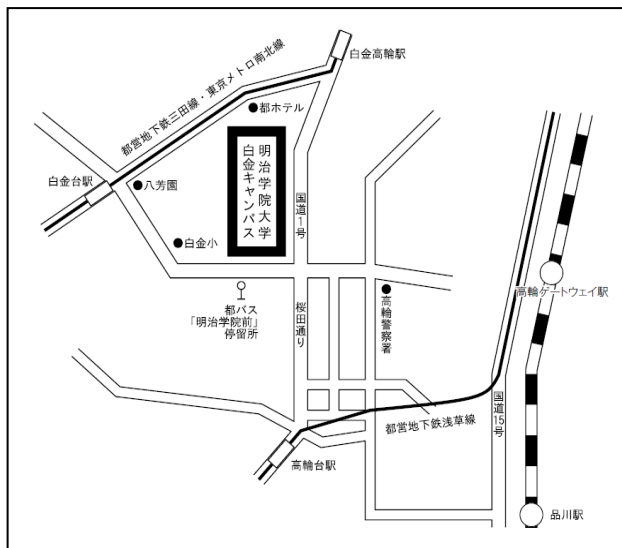 白金高輪駅
都営地下鉄三田線・東京メトロ南北線
都ホテル
明治学院大学
白金キャンパス
白金台駅
八芳園
国道1号
白金小
高輪ゲートウェイ駅
都バス
「明治学院前」
停留所
桜田通り
高輪警察署
都営地下鉄浅草線
国道15号
高輪台駅
品川駅